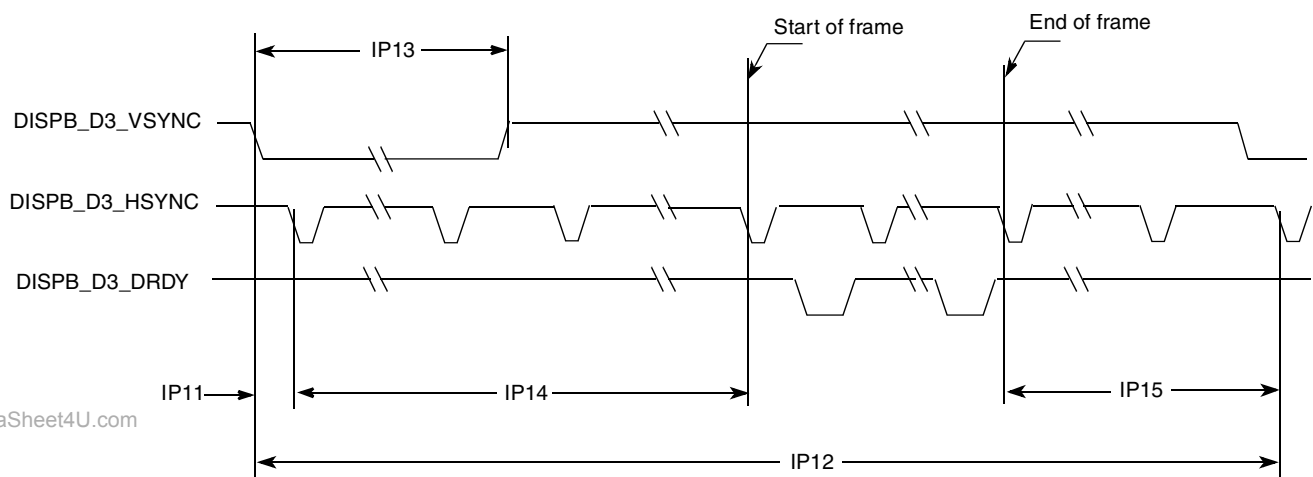 Start of frame
End of frame
IP13
DISPB_D3_VSYNC
DISPB_D3_HSYNC
DISPB_D3_DRDY
IP11
IP14
IP15
aSheet4U.com
IP12